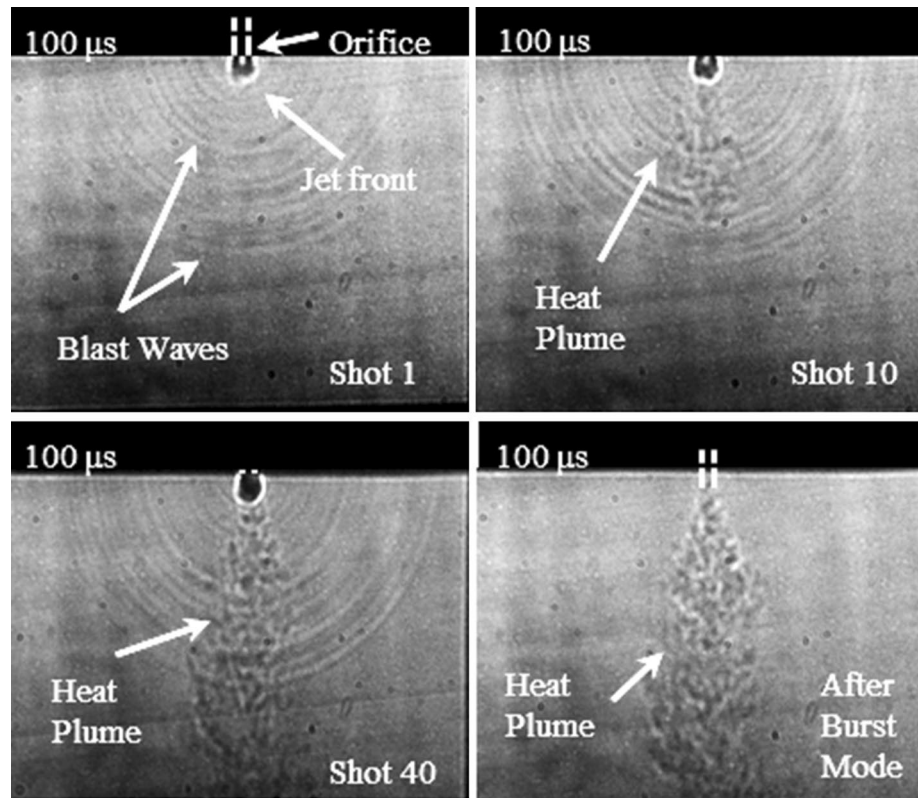 100 μs
Orifice
Jet front
Blast Waves
Shot 1
100 μs
Heat
Plume
Shot 10
100 μs
Heat
Plume
Shot 40
100 μs
Heat
Plume
After
Burst
Mode